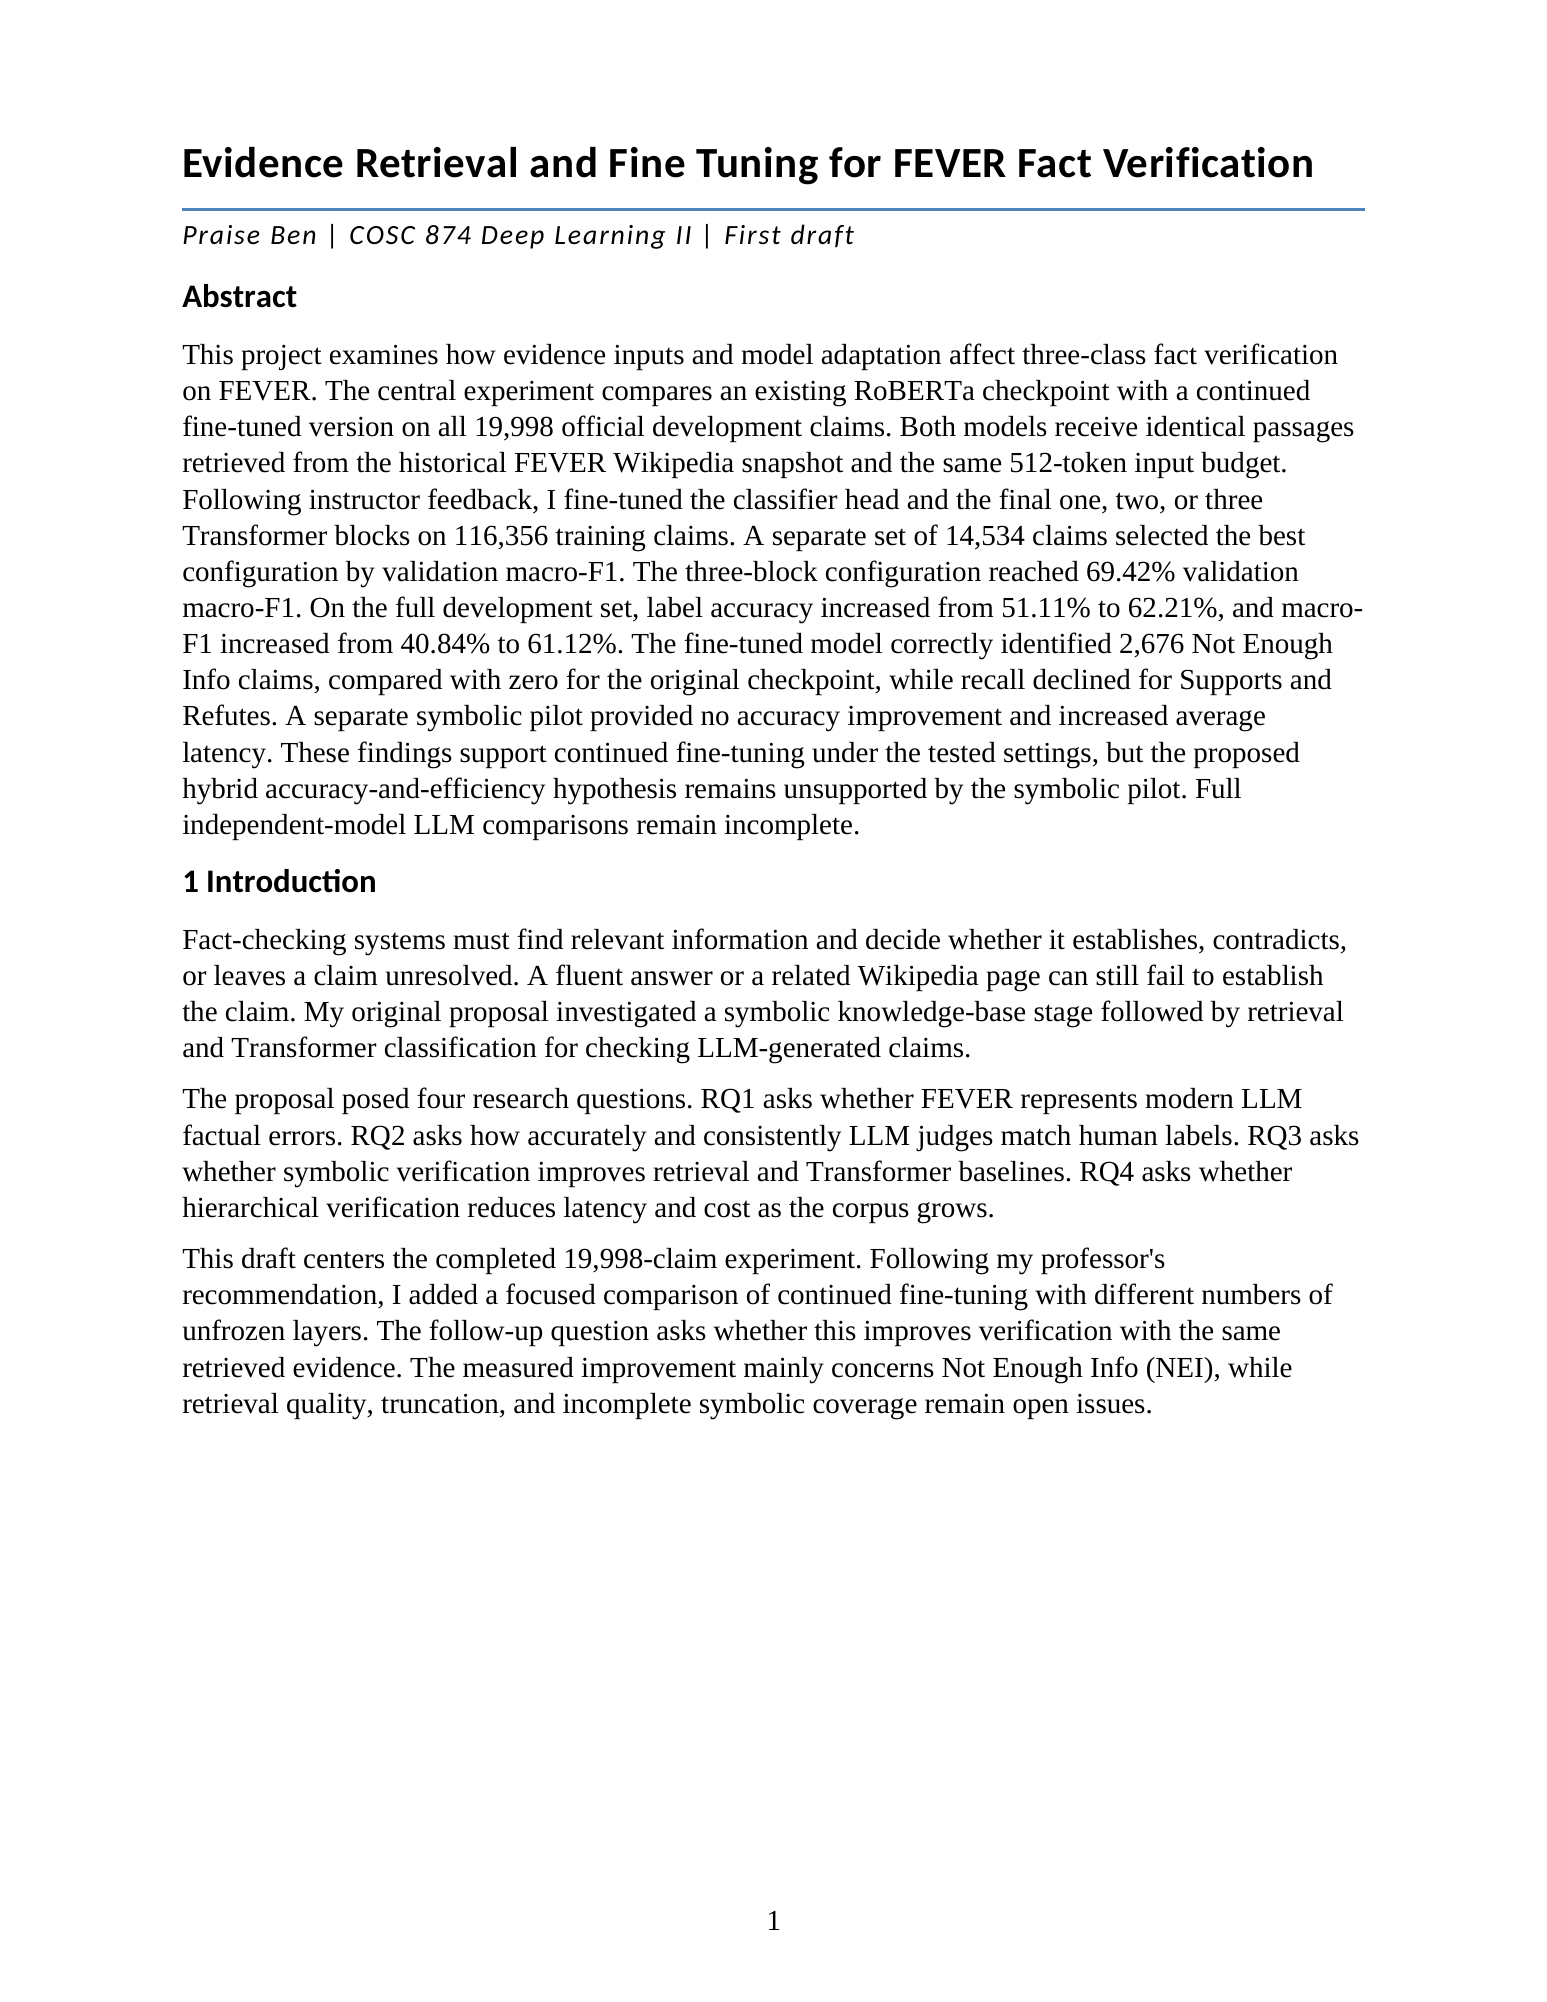 Evidence Retrieval and Fine Tuning for FEVER Fact Verification
Praise Ben | COSC 874 Deep Learning II | First draft
Abstract
This project examines how evidence inputs and model adaptation affect three-class fact verification
on FEVER. The central experiment compares an existing RoBERTa checkpoint with a continued
fine-tuned version on all 19,998 official development claims. Both models receive identical passages
retrieved from the historical FEVER Wikipedia snapshot and the same 512-token input budget.
Following instructor feedback, I fine-tuned the classifier head and the final one, two, or three
Transformer blocks on 116,356 training claims. A separate set of 14,534 claims selected the best
configuration by validation macro-F1. The three-block configuration reached 69.42% validation
macro-F1. On the full development set, label accuracy increased from 51.11% to 62.21%, and macro-
F1 increased from 40.84% to 61.12%. The fine-tuned model correctly identified 2,676 Not Enough
Info claims, compared with zero for the original checkpoint, while recall declined for Supports and
Refutes. A separate symbolic pilot provided no accuracy improvement and increased average
latency. These findings support continued fine-tuning under the tested settings, but the proposed
hybrid accuracy-and-efficiency hypothesis remains unsupported by the symbolic pilot. Full
independent-model LLM comparisons remain incomplete.
1 Introduction
Fact-checking systems must find relevant information and decide whether it establishes, contradicts,
or leaves a claim unresolved. A fluent answer or a related Wikipedia page can still fail to establish
the claim. My original proposal investigated a symbolic knowledge-base stage followed by retrieval
and Transformer classification for checking LLM-generated claims.
The proposal posed four research questions. RQ1 asks whether FEVER represents modern LLM
factual errors. RQ2 asks how accurately and consistently LLM judges match human labels. RQ3 asks
whether symbolic verification improves retrieval and Transformer baselines. RQ4 asks whether
hierarchical verification reduces latency and cost as the corpus grows.
This draft centers the completed 19,998-claim experiment. Following my professor's
recommendation, I added a focused comparison of continued fine-tuning with different numbers of
unfrozen layers. The follow-up question asks whether this improves verification with the same
retrieved evidence. The measured improvement mainly concerns Not Enough Info (NEI), while
retrieval quality, truncation, and incomplete symbolic coverage remain open issues.
1